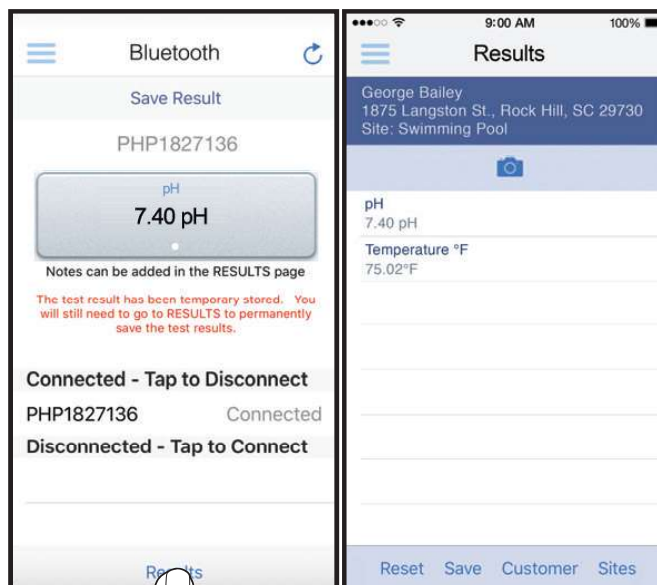 Bluetooth
Save Result
PHP1827136
pH
7.40 pH
Notes can be added in the RESULTS page
The test result has been temporary stored. You
will still need to go to RESULTS to permanently
save the test results.
Connected - Tap to Disconnect
PHP1827136 Connected
Disconnected - Tap to Connect
Results
9:00 AM 100%
Results
George Bailey
1875 Langston St., Rock Hill, SC 29730
Site: Swimming Pool
pH
7.40 pH
Temperature °F
75.02°F
Reset Save Customer Sites